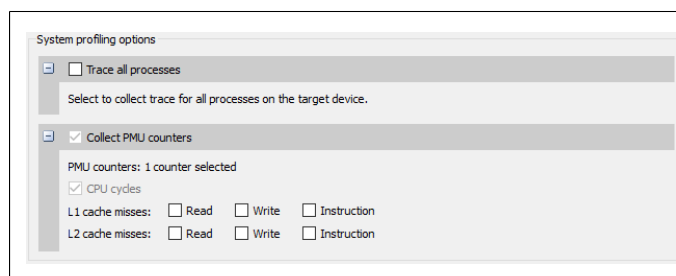 System profiling options
Trace all processes
Select to collect trace for all processes on the target device.
Collect PMU counters
PMU counters: 1 counter selected
CPU cycles
L1 cache misses: Read Write Instruction
L2 cache misses: Read Write Instruction